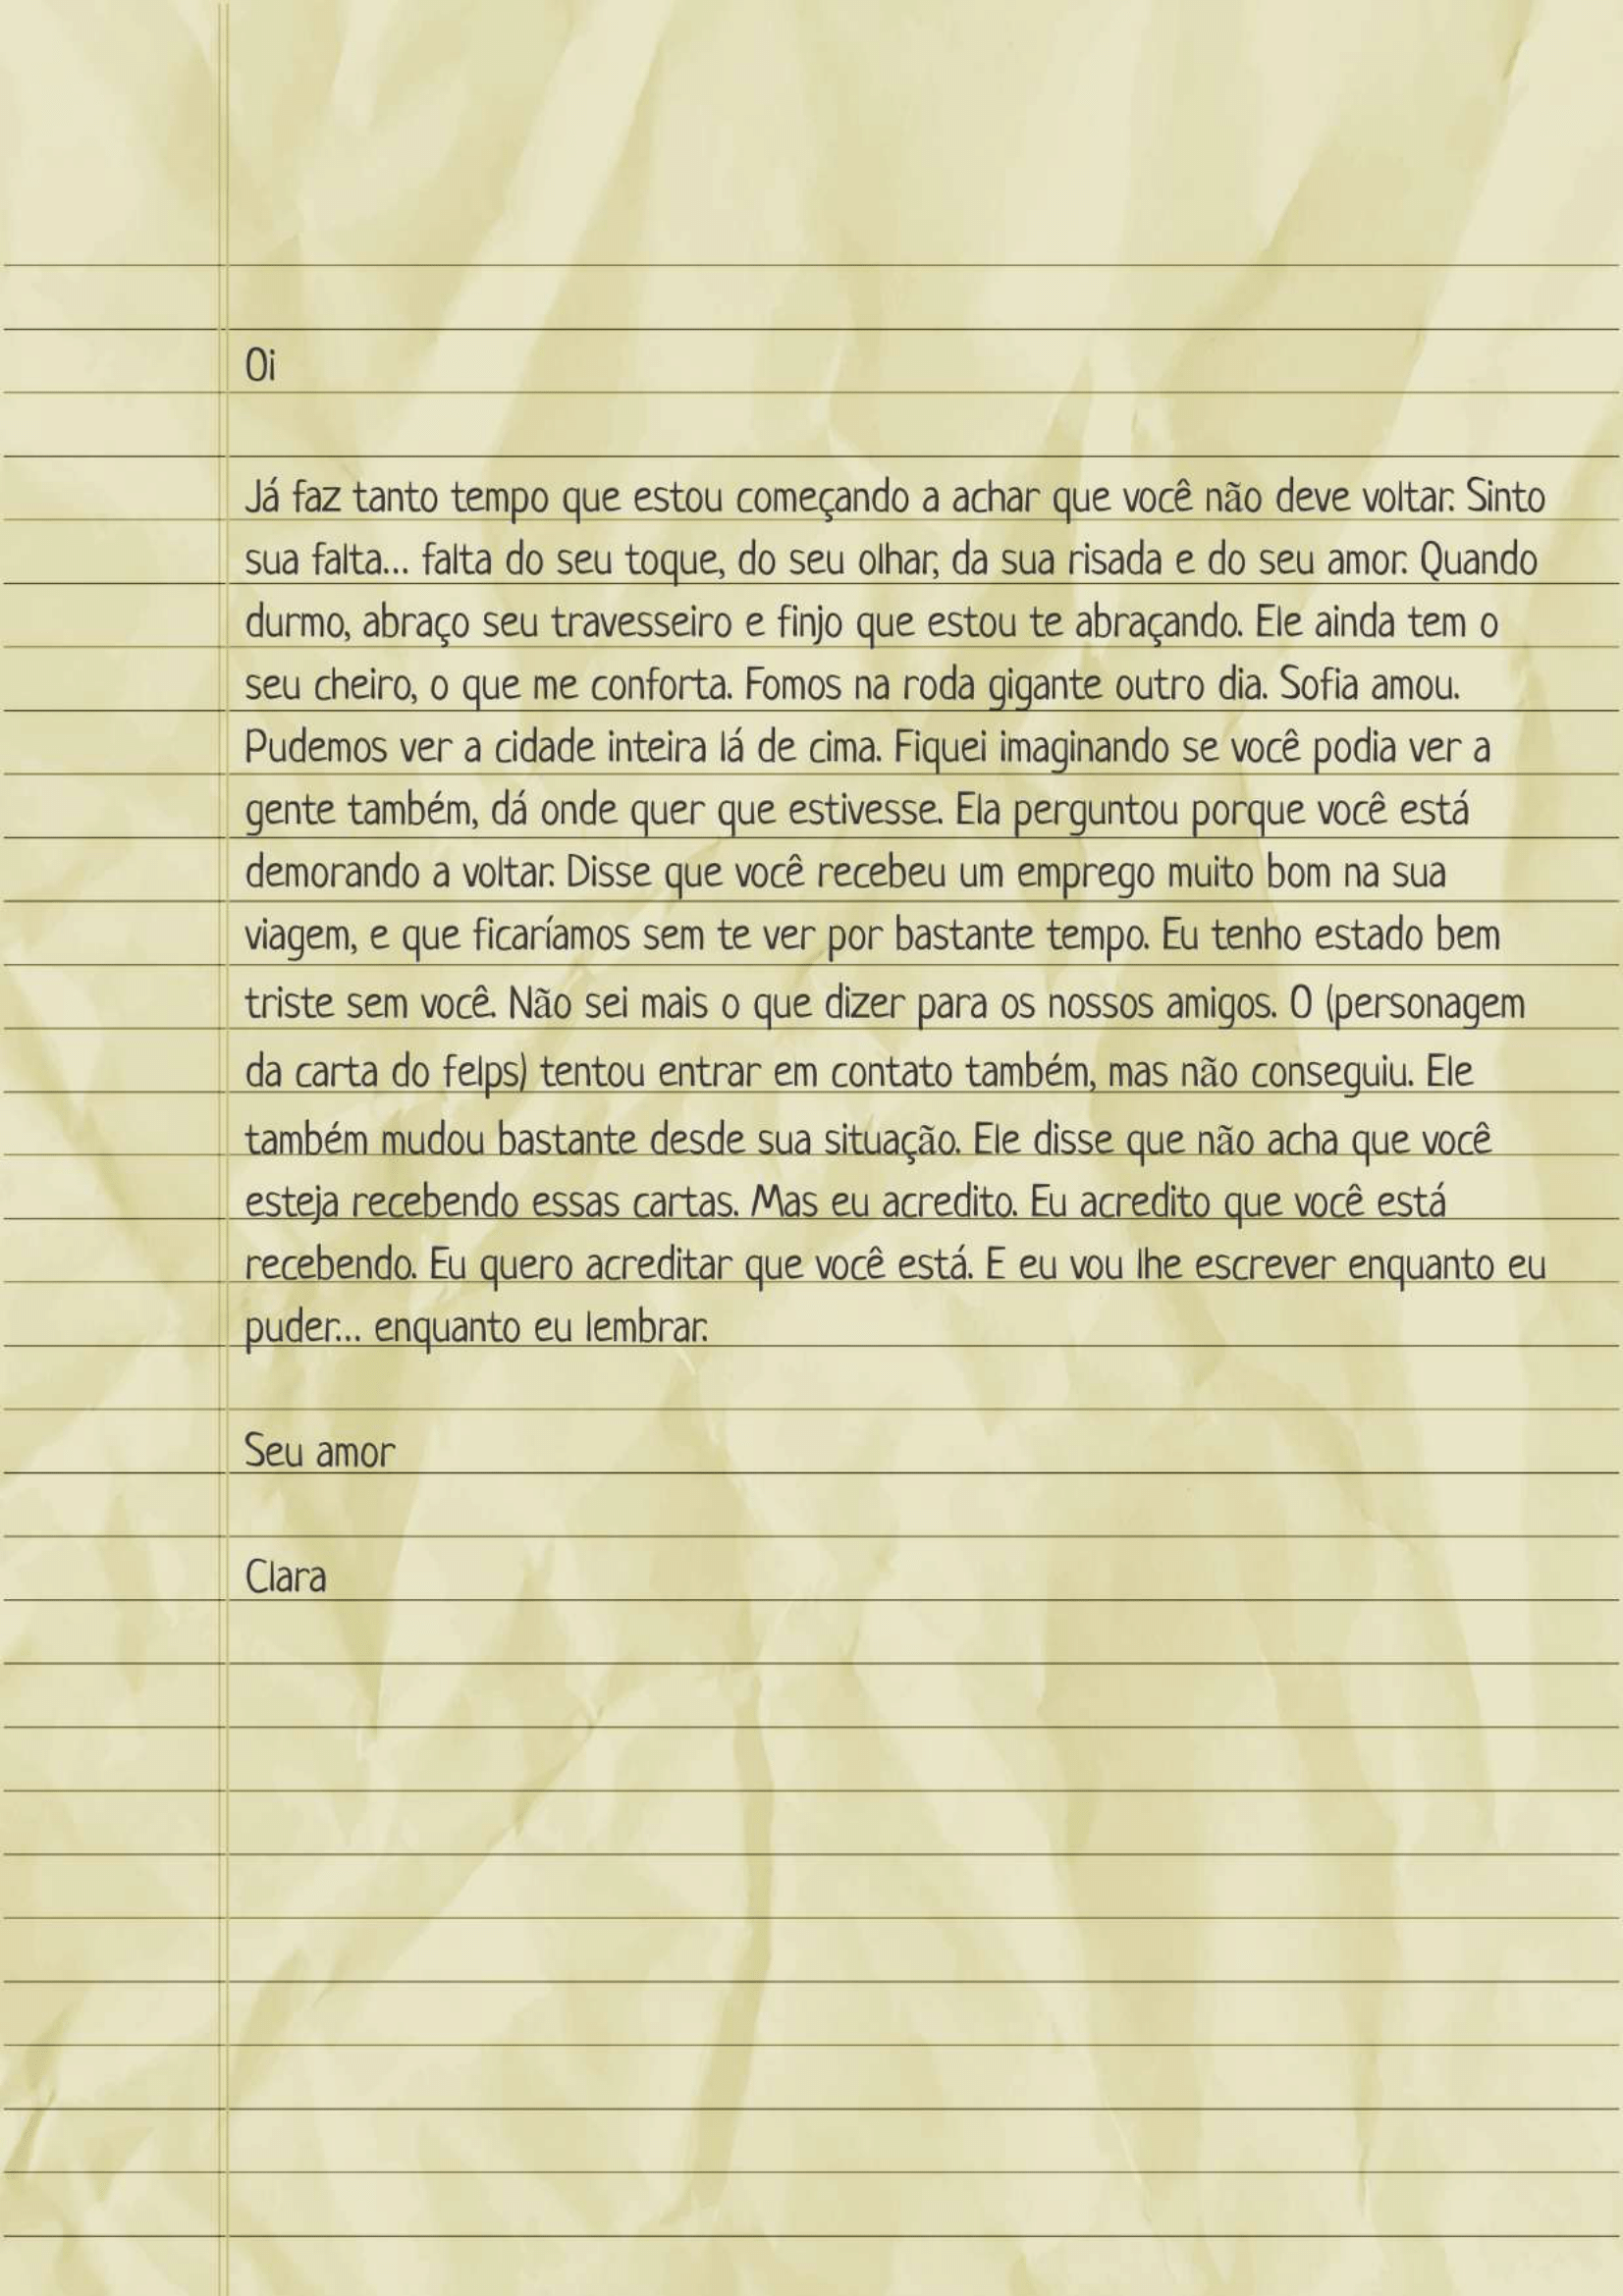 Oi
Já faz tanto tempo que estou começando a achar que você não deve voltar. Sinto
sua falta... falta do seu toque, do seu olhar, da sua risada e do seu amor. Quando
durmo, abraço seu travesseiro e finjo que estou te abraçando. Ele ainda tem o
seu cheiro, o que me conforta. Fomos na roda gigante outro dia. Sofia amou.
Pudemos ver a cidade inteira lá de cima. Fiquei imaginando se você podia ver a
gente também, dá onde quer que estivesse. Ela perguntou porque você está
demorando a voltar. Disse que você recebeu um emprego muito bom na sua
viagem, e que ficaríamos sem te ver por bastante tempo. Eu tenho estado bem
triste sem você. Não sei mais o que dizer para os nossos amigos. O (personagem
da carta do felps) tentou entrar em contato também, mas não conseguiu. Ele
também mudou bastante desde sua situação. Ele disse que não acha que você
esteja recebendo essas cartas. Mas eu acredito. Eu acredito que você está
recebendo. Eu quero acreditar que você está. E eu vou lhe escrever enquanto eu
puder... enquanto eu lembrar.
Seu amor
Clara